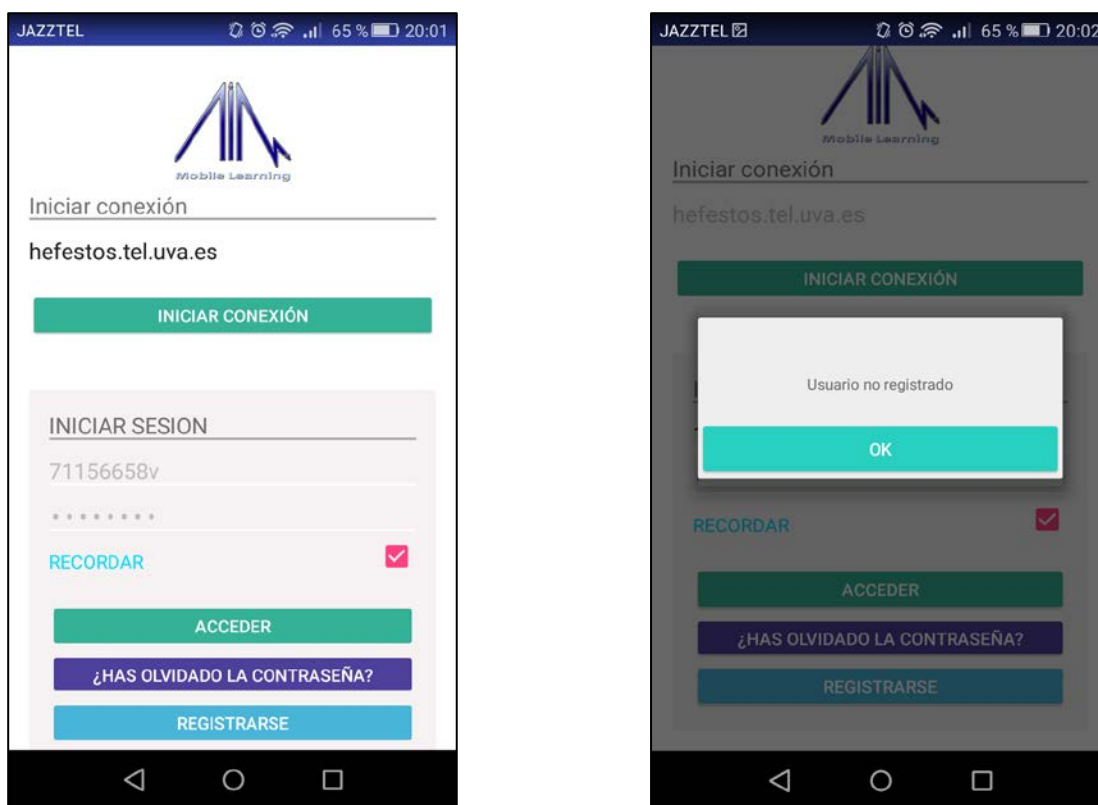 JAZZTEL 65 % 20:01
Mobile Learning
Iniciar conexión
hefestos.tel.uva.es
INICIAR CONEXIÓN
INICIAR SESION
71156658v
RECORDAR
ACCEDER
¿HAS OLVIDADO LA CONTRASEÑA?
REGISTRARSE
JAZZTEL 65 % 20:02
Mobile Learning
Iniciar conexión
hefestos.tel.uva.es
INICIAR CONEXIÓN
Usuario no registrado
OK
RECORDAR
ACCEDER
¿HAS OLVIDADO LA CONTRASEÑA?
REGISTRARSE